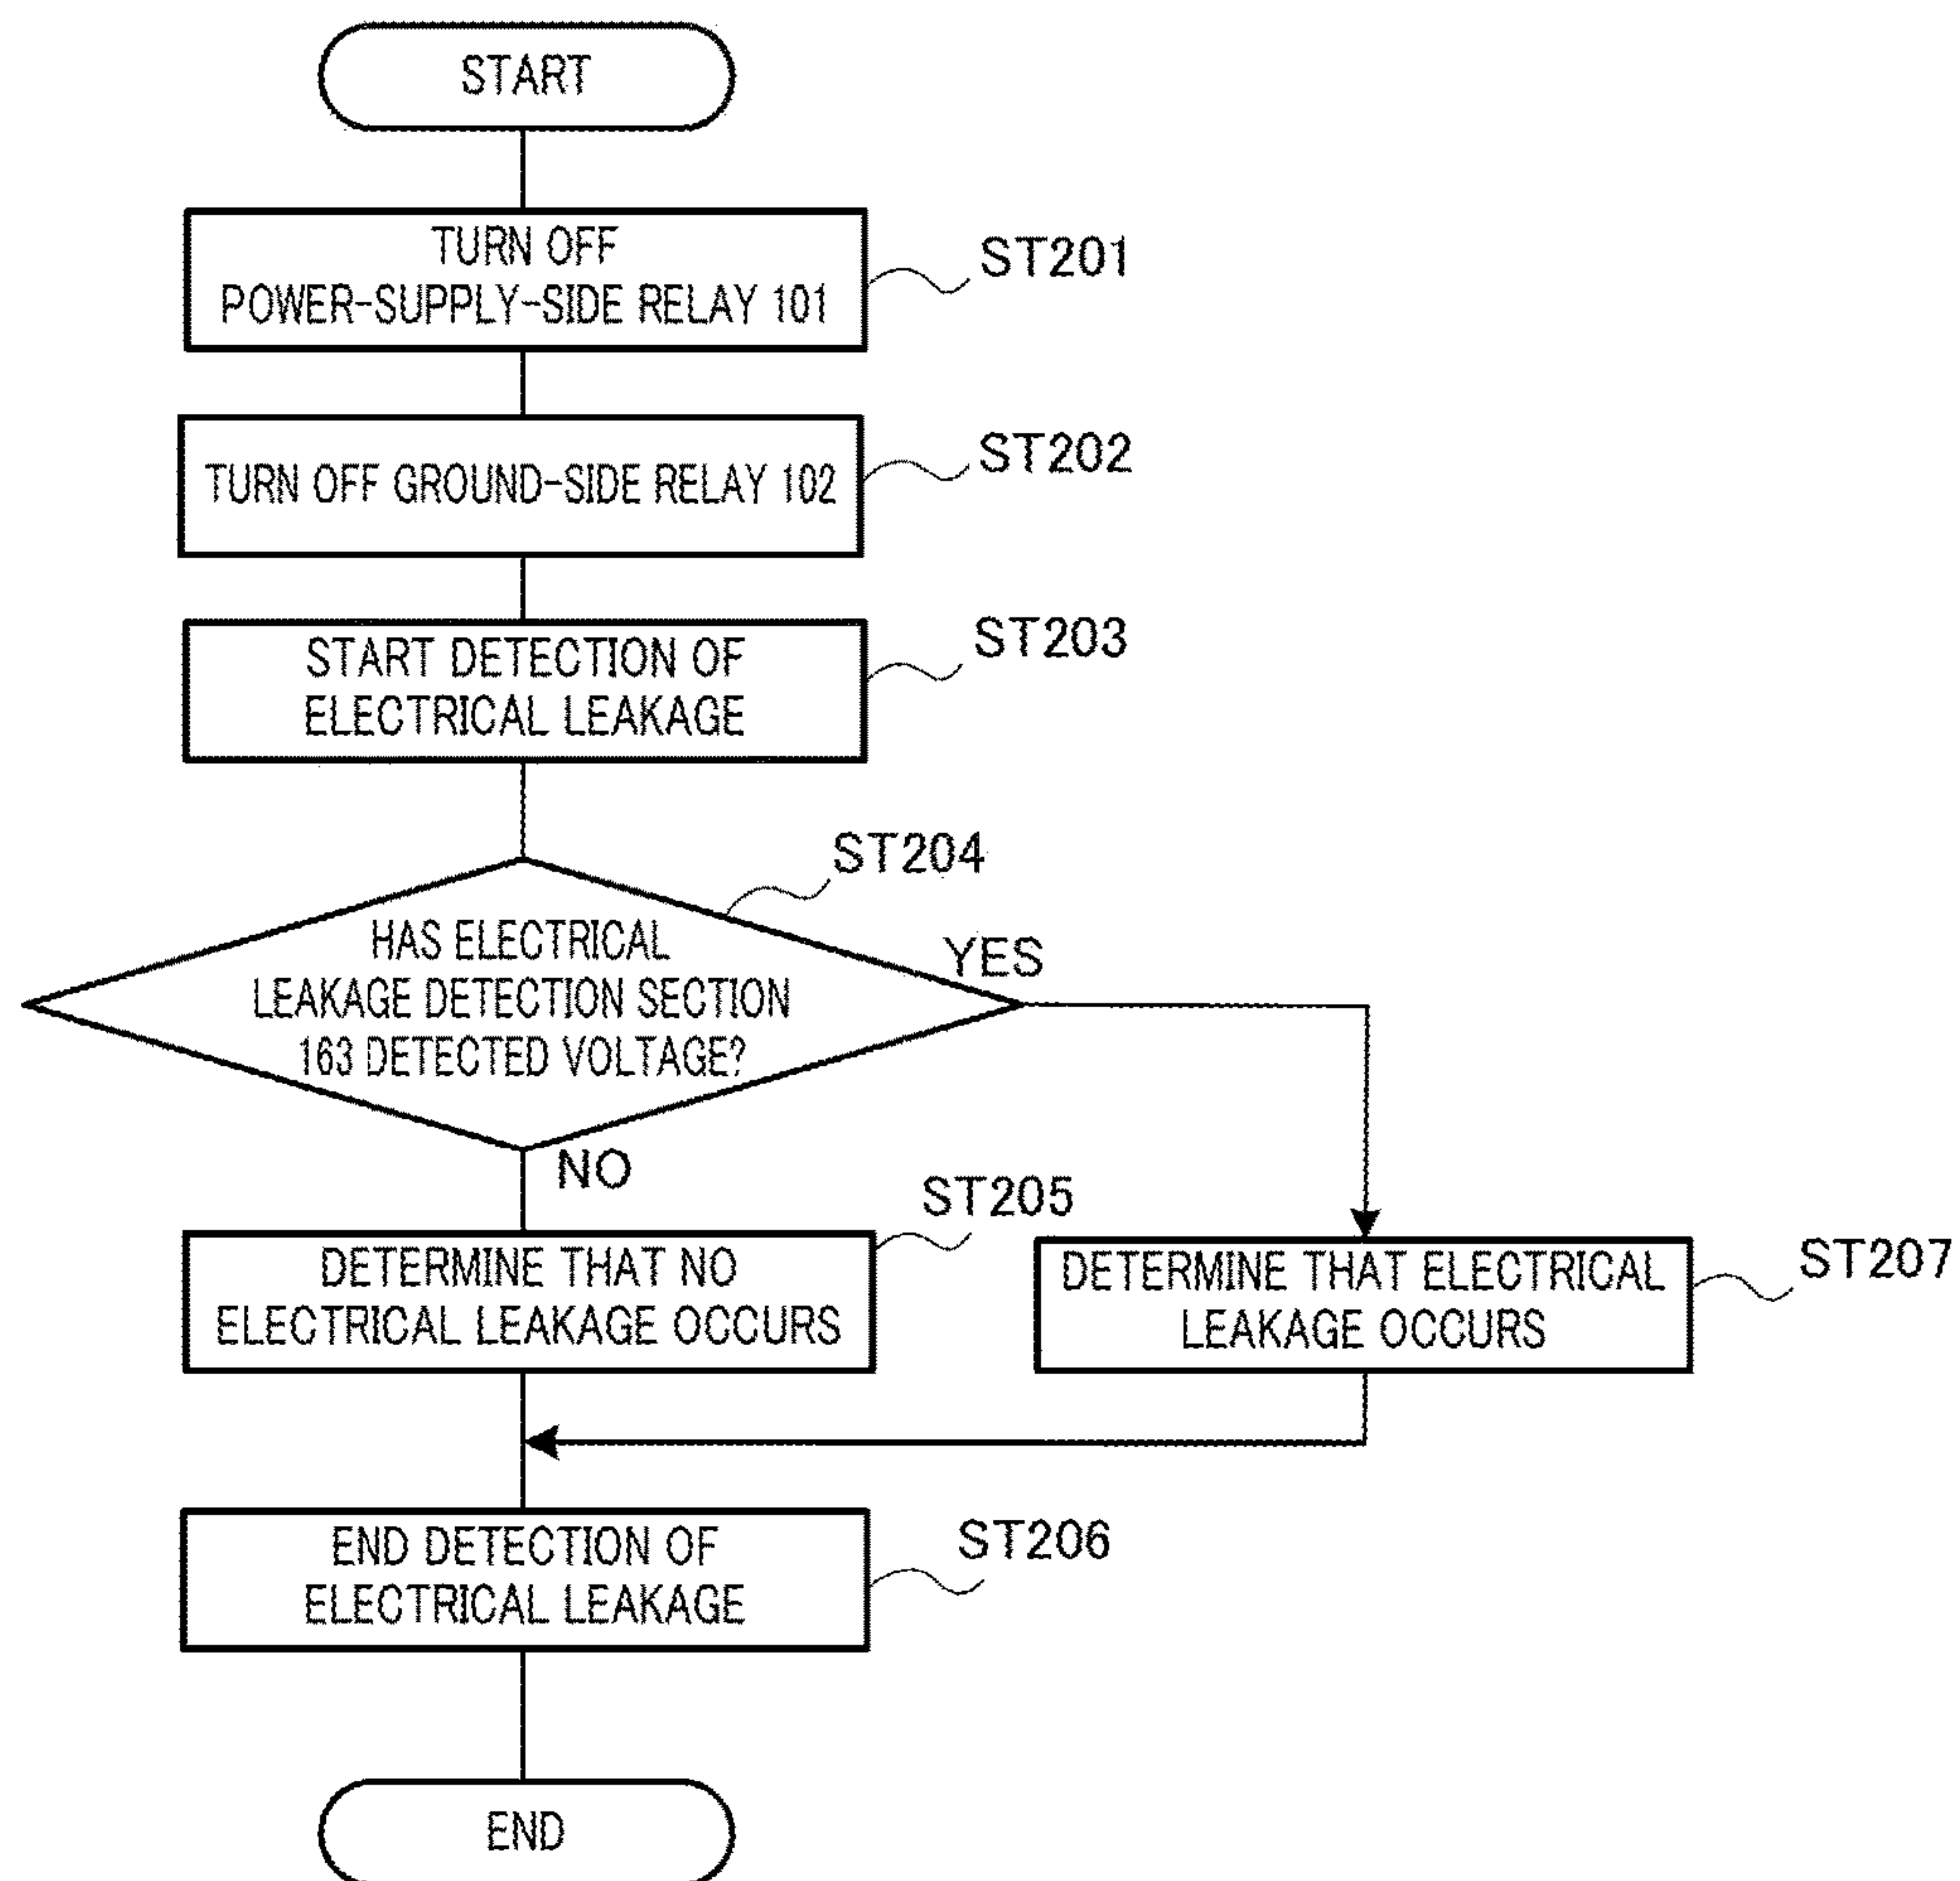 START
TURN OFF
POWER-SUPPLY-SIDE RELAY 101
ST201
TURN OFF GROUND-SIDE RELAY 102
ST202
START DETECTION OF
ELECTRICAL LEAKAGE
ST203
ST204
HAS ELECTRICAL
LEAKAGE DETECTION SECTION
163 DETECTED VOLTAGE?
YES
NO
ST205
DETERMINE THAT NO
ELECTRICAL LEAKAGE OCCURS
DETERMINE THAT ELECTRICAL
LEAKAGE OCCURS
ST207
END DETECTION OF
ELECTRICAL LEAKAGE
ST206
END